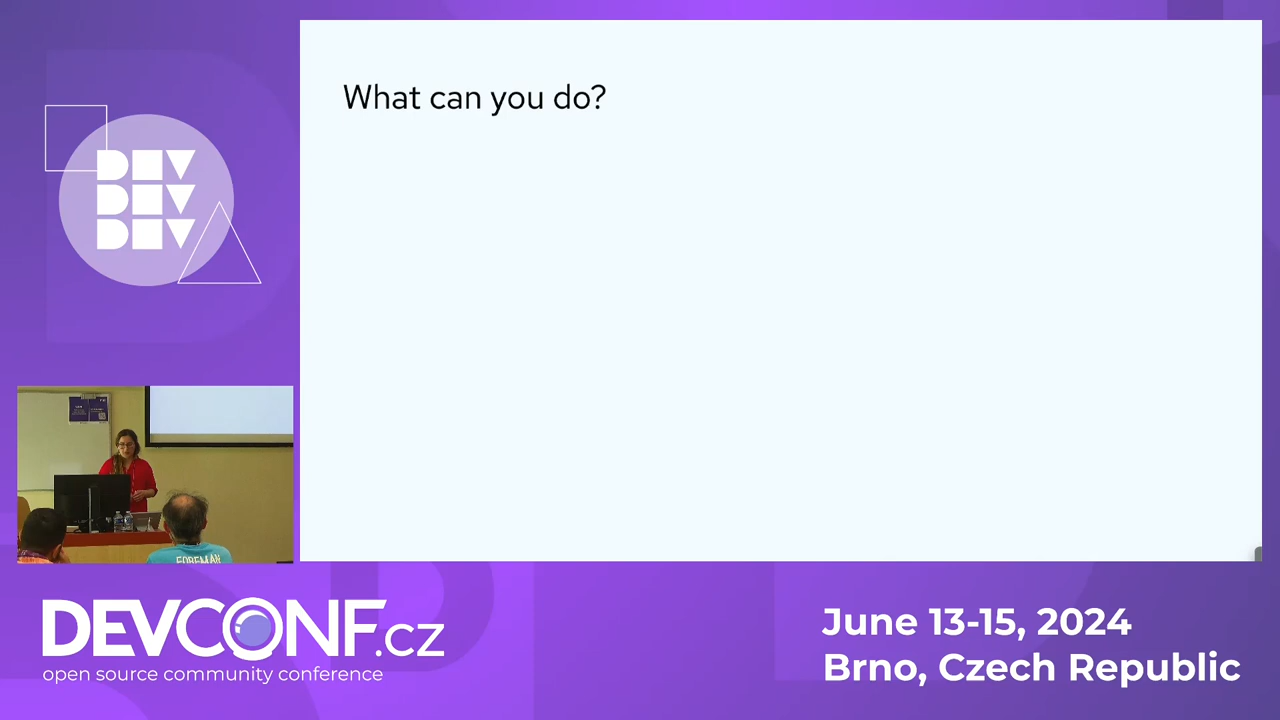 What can you do?
DEV
DEV
DEV
FOREMAN
DEVCONF.cz
open source community conference
June 13-15, 2024
Brno, Czech Republic